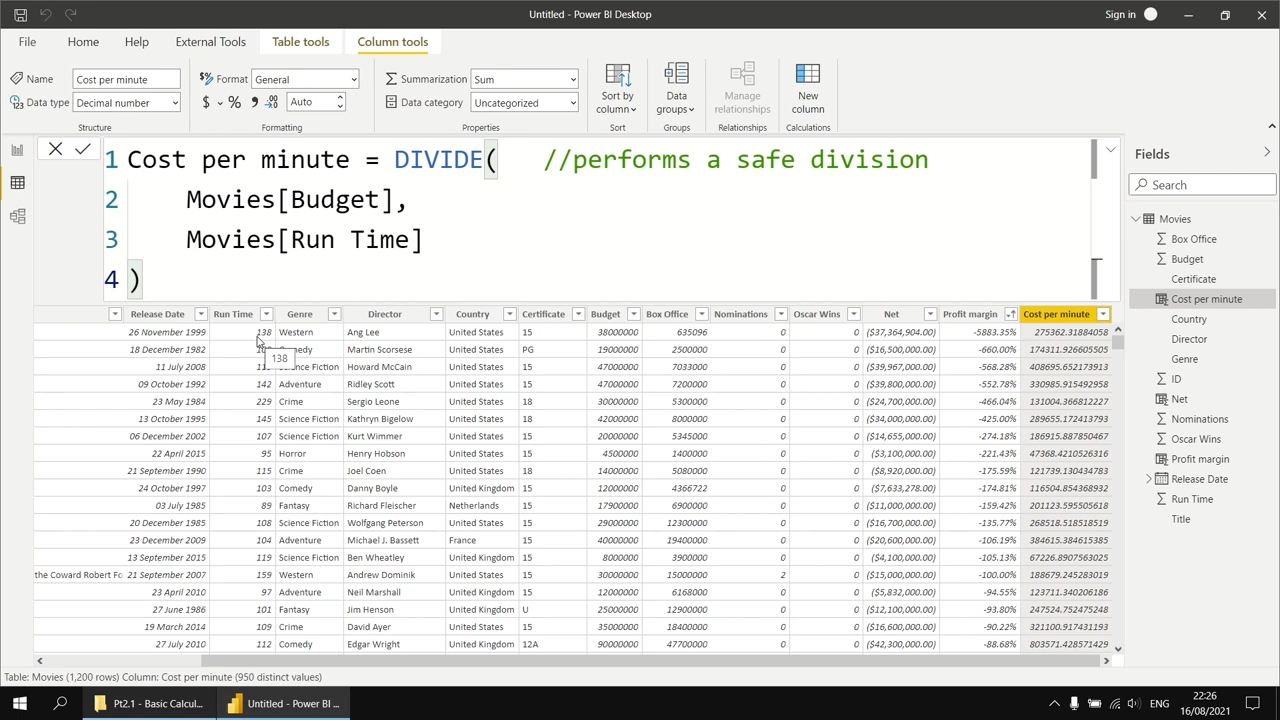 Untitled - Power BI Desktop
Sign in
File Home Help External Tools Table tools Column tools
Name Cost per minute
Format General
Summarization Sum
Data type Decimal number
$ % Auto
Data category Uncategorized
Sort by column
Data groups
Manage relationships
New column
Structure Formatting Properties Sort Groups Relationships Calculations
1 Cost per minute = DIVIDE( //performs a safe division
2 Movies[Budget],
3 Movies[Run Time]
4 )
Release Date Run Time Genre Director Country Certificate Budget Box Office Nominations Oscar Wins Net Profit margin Cost per minute
26 November 1999 138 Western Ang Lee United States 15 38000000 635096 0 0 ($37,364,904.00) -5883.35% 275362.31884058
18 December 1982 Martin Scorsese United States PG 19000000 2500000 0 0 ($16,500,000.00) -660.00% 174311.926605505
138
11 July 2008 Science Fiction Howard McCain United States 15 47000000 7033000 0 0 ($39,967,000.00) -568.28% 408695.652173913
09 October 1992 142 Adventure Ridley Scott United States 15 47000000 7200000 0 0 ($39,800,000.00) -552.78% 330985.915492958
23 May 1984 229 Crime Sergio Leone United States 18 30000000 5300000 0 0 ($24,700,000.00) -466.04% 131004.366812227
13 October 1995 145 Science Fiction Kathryn Bigelow United States 18 42000000 8000000 0 0 ($34,000,000.00) -425.00% 289655.172413793
06 December 2002 107 Science Fiction Kurt Wimmer United States 15 20000000 5345000 0 0 ($14,655,000.00) -274.18% 186915.887850467
22 April 2015 95 Horror Henry Hobson United States 15 4500000 1400000 0 0 ($3,100,000.00) -221.43% 47368.4210526316
21 September 1990 115 Crime Joel Coen United States 18 14000000 5080000 0 0 ($8,920,000.00) -175.59% 121739.130434783
24 October 1997 103 Comedy Danny Boyle United Kingdom 15 12000000 4366722 0 0 ($7,633,278.00) -174.81% 116504.854368932
03 July 1985 89 Fantasy Richard Fleischer Netherlands 15 17900000 6900000 0 0 ($11,000,000.00) -159.42% 201123.595505618
20 December 1985 108 Science Fiction Wolfgang Peterson United States 15 29000000 12300000 0 0 ($16,700,000.00) -135.77% 268518.518518519
23 December 2009 104 Adventure Michael J. Bassett France 15 40000000 19400000 0 0 ($20,600,000.00) -106.19% 384615.384615385
13 September 2015 119 Science Fiction Ben Wheatley United Kingdom 15 8000000 3900000 0 0 ($4,100,000.00) -105.13% 67226.8907563025
the Coward Robert Fo 21 September 2007 159 Western Andrew Dominik United States 15 30000000 15000000 2 0 ($15,000,000.00) -100.00% 188679.245283019
23 April 2010 97 Adventure Neil Marshall United Kingdom 15 12000000 6168000 0 0 ($5,832,000.00) -94.55% 123711.340206186
27 June 1986 101 Fantasy Jim Henson United Kingdom U 25000000 12900000 0 0 ($12,100,000.00) -93.80% 247524.752475248
19 March 2014 109 Crime David Ayer United States 15 35000000 18400000 0 0 ($16,600,000.00) -90.22% 321100.917431193
27 July 2010 112 Comedy Edgar Wright United States 12A 90000000 47700000 0 0 ($42,300,000.00) -88.68% 803571.428571429
Fields
Search
Movies
Box Office
Budget
Certificate
Cost per minute
Country
Director
Genre
ID
Net
Nominations
Oscar Wins
Profit margin
Release Date
Run Time
Title
Table: Movies (1,200 rows) Column: Cost per minute (950 distinct values)
Pt2.1 - Basic Calcul... Untitled - Power BI ...
ENG
22:26
16/08/2021